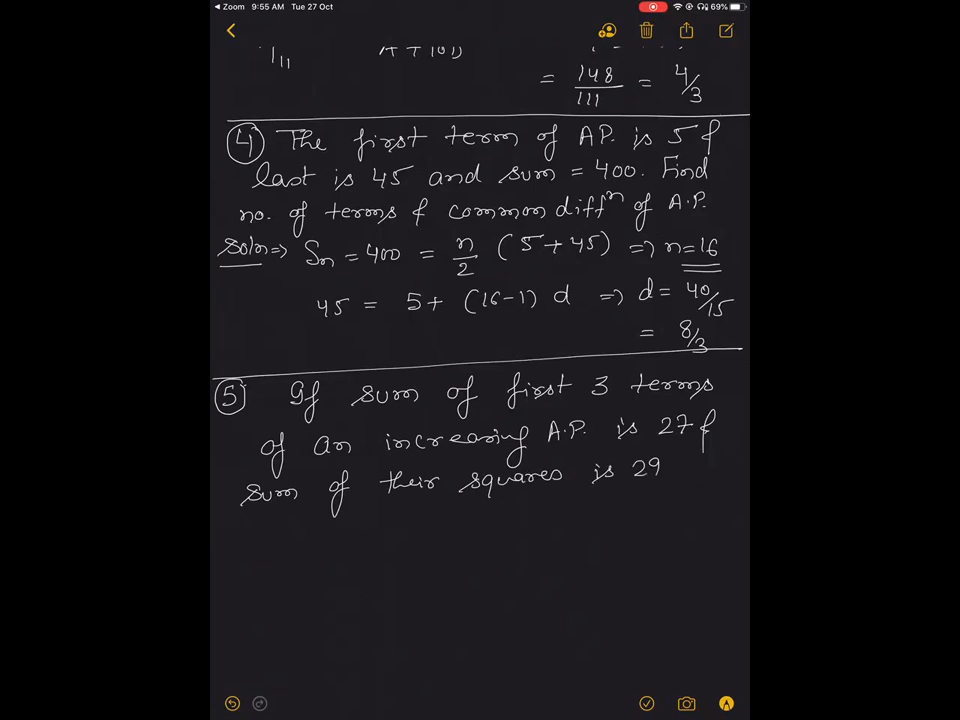 Zoom 9:55 AM Tue 27 Oct 69%
= 148/111 = 4/3
④ The first term of A.P. is 5 &
last is 45 and sum = 400. Find
no. of terms & common diffⁿ of A.P.
Soln ⇒ Sn = 400 = n/2 (5+45) ⇒ n=16
45 = 5+ (16-1) d ⇒ d = 40/15
= 8/3
⑤ If sum of first 3 terms
of an increasing A.P. is 27 &
sum of their squares is 29